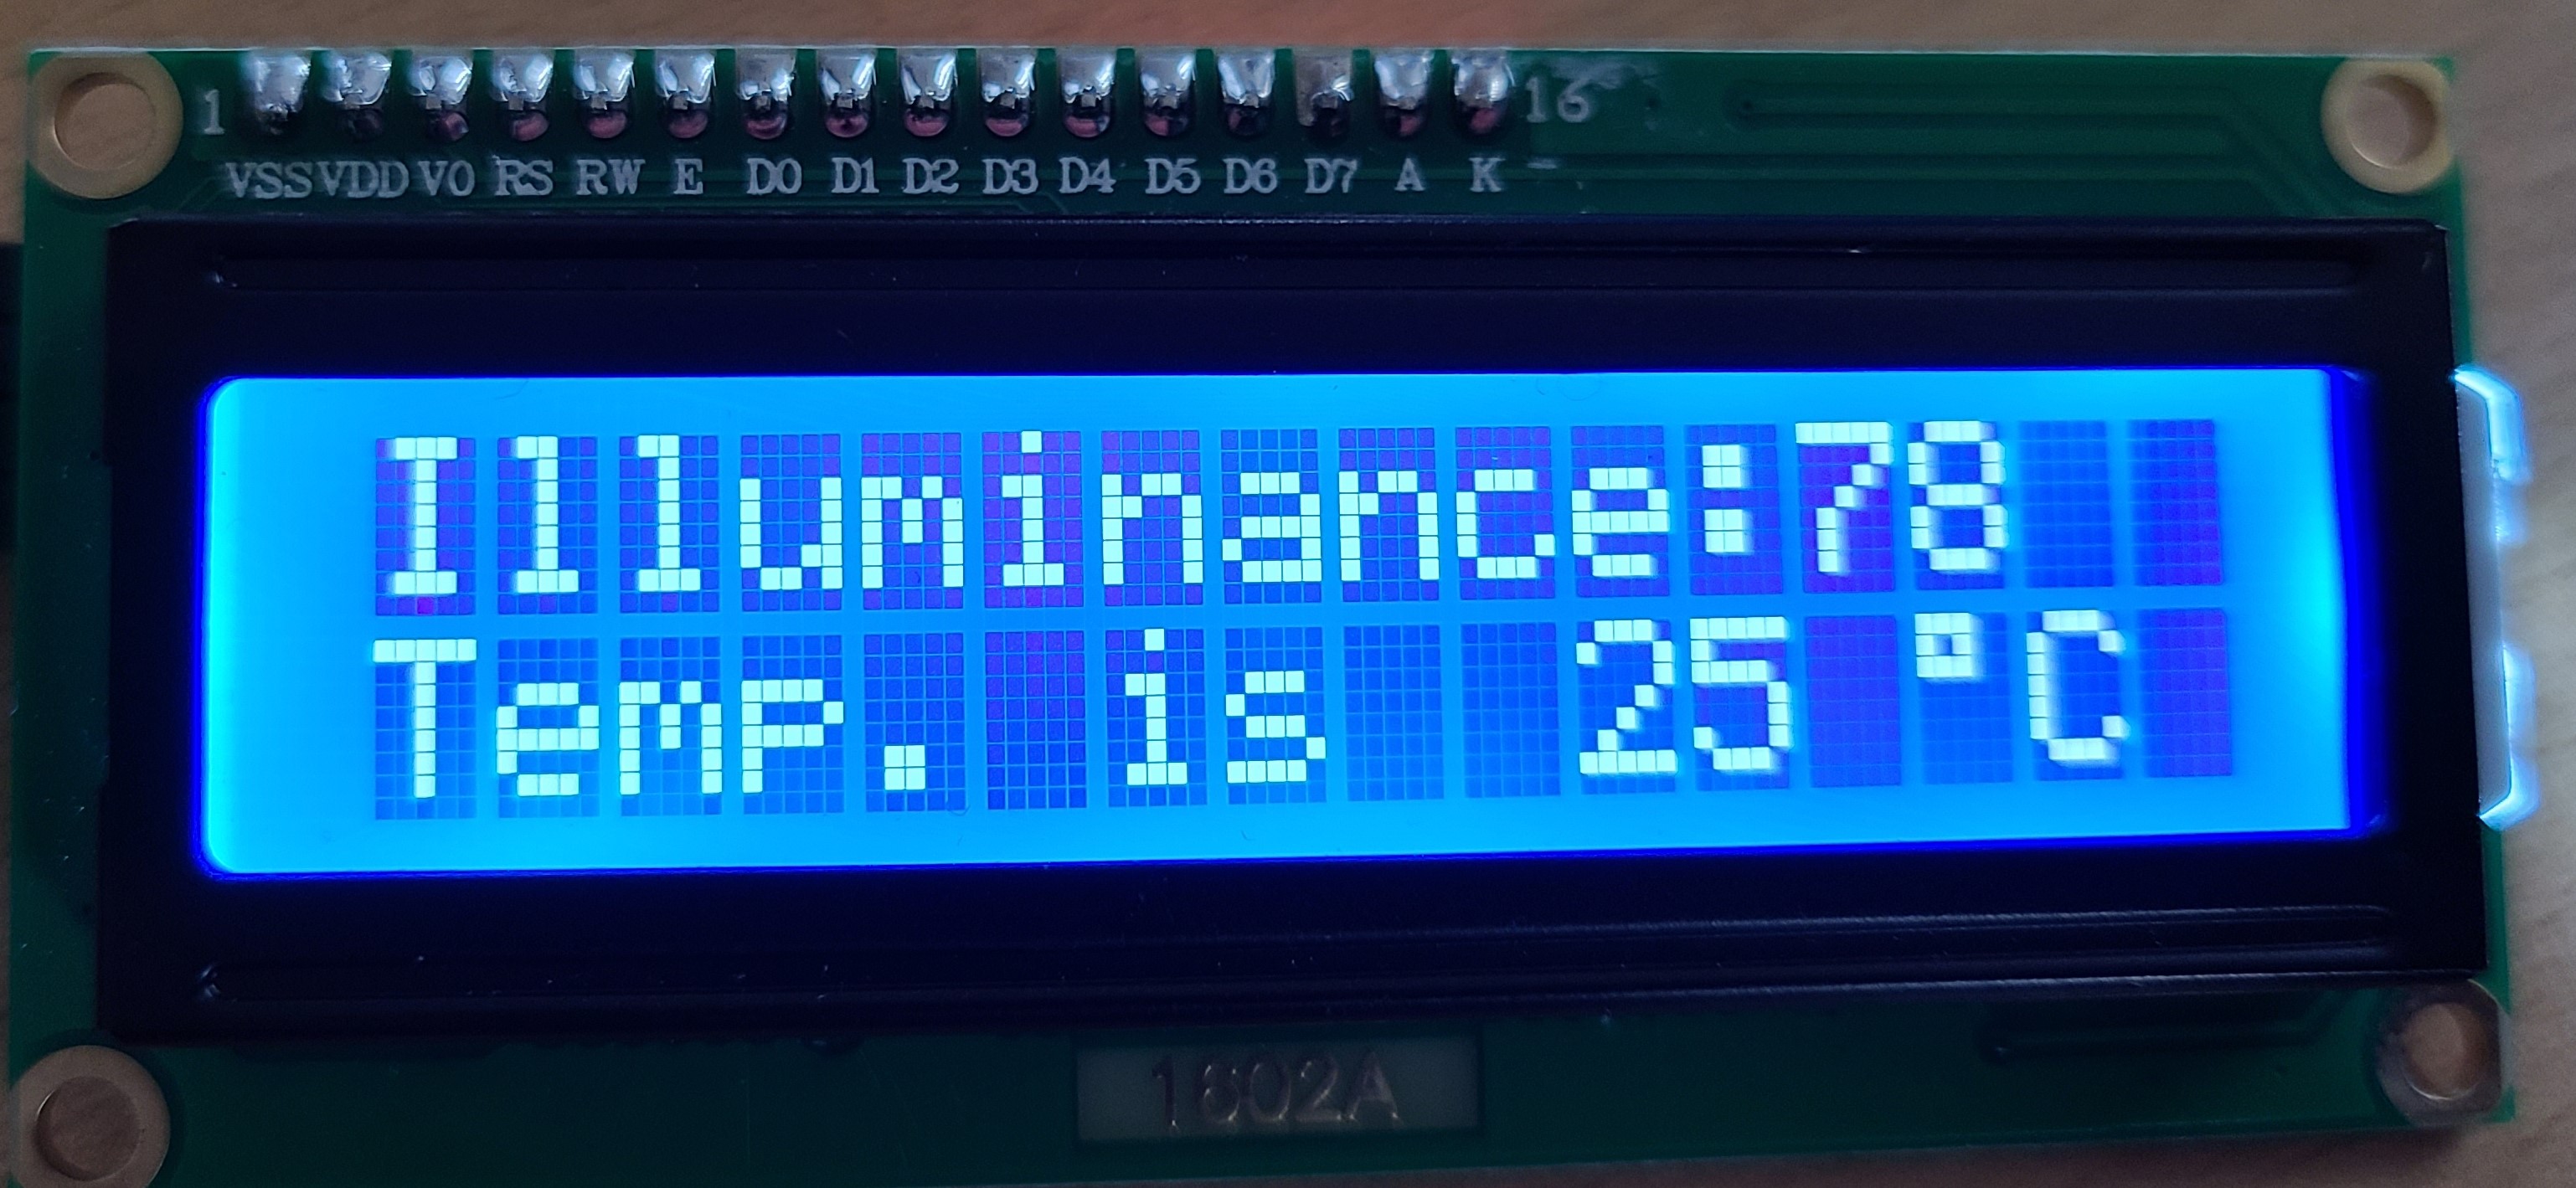 1 16
VSS VDD V0 RS RW E D0 D1 D2 D3 D4 D5 D6 D7 A K
Illuminance:78
Temp. is  25 °C
1602A